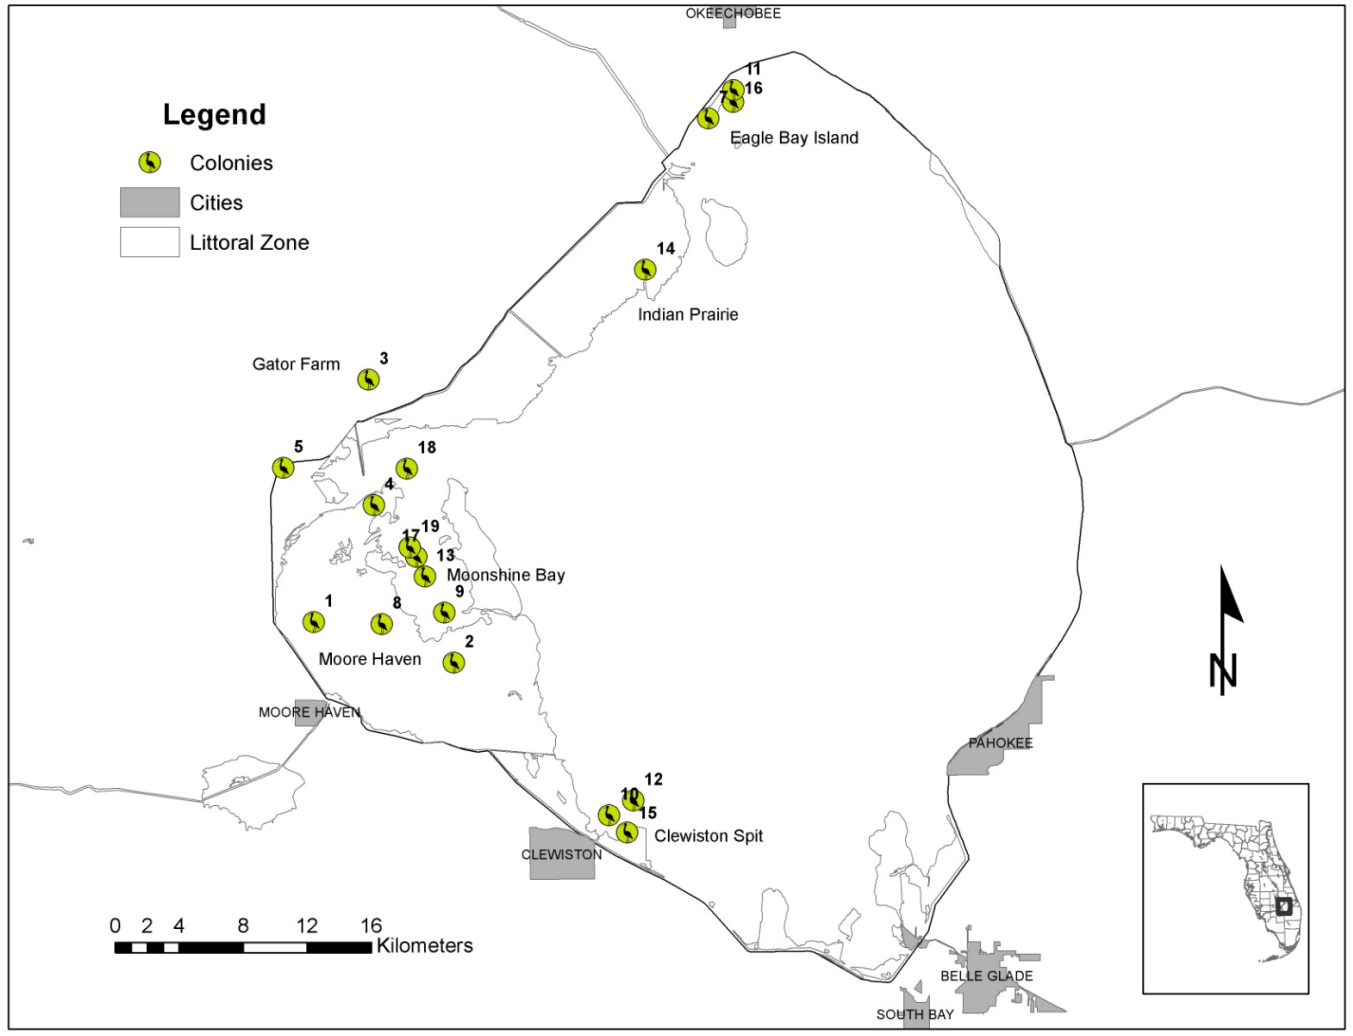 OKEECHOBEE
11
16
7
Eagle Bay Island
Legend
Colonies
Cities
Littoral Zone
14
Indian Prairie
3
Gator Farm
5
18
4
19
17
13
Moonshine Bay
9
1
8
2
Moore Haven
MOORE HAVEN
N
PAHOKEE
12
10
15
Clewiston Spit
CLEWISTON
0 2 4 8 12 16
Kilometers
BELLE GLADE
SOUTH BAY